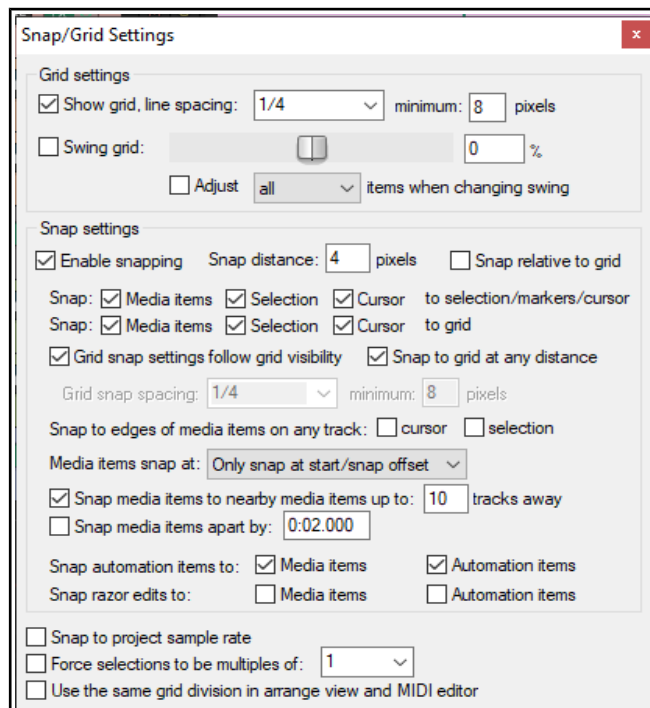 Snap/Grid Settings x
Grid settings
Show grid, line spacing: 1/4 minimum: 8 pixels
Swing grid: 0 %
Adjust all items when changing swing
Snap settings
Enable snapping Snap distance: 4 pixels Snap relative to grid
Snap: Media items Selection Cursor to selection/markers/cursor
Snap: Media items Selection Cursor to grid
Grid snap settings follow grid visibility Snap to grid at any distance
Grid snap spacing: 1/4 minimum: 8 pixels
Snap to edges of media items on any track: cursor selection
Media items snap at: Only snap at start/snap offset
Snap media items to nearby media items up to: 10 tracks away
Snap media items apart by: 0:02.000
Snap automation items to: Media items Automation items
Snap razor edits to: Media items Automation items
Snap to project sample rate
Force selections to be multiples of: 1
Use the same grid division in arrange view and MIDI editor